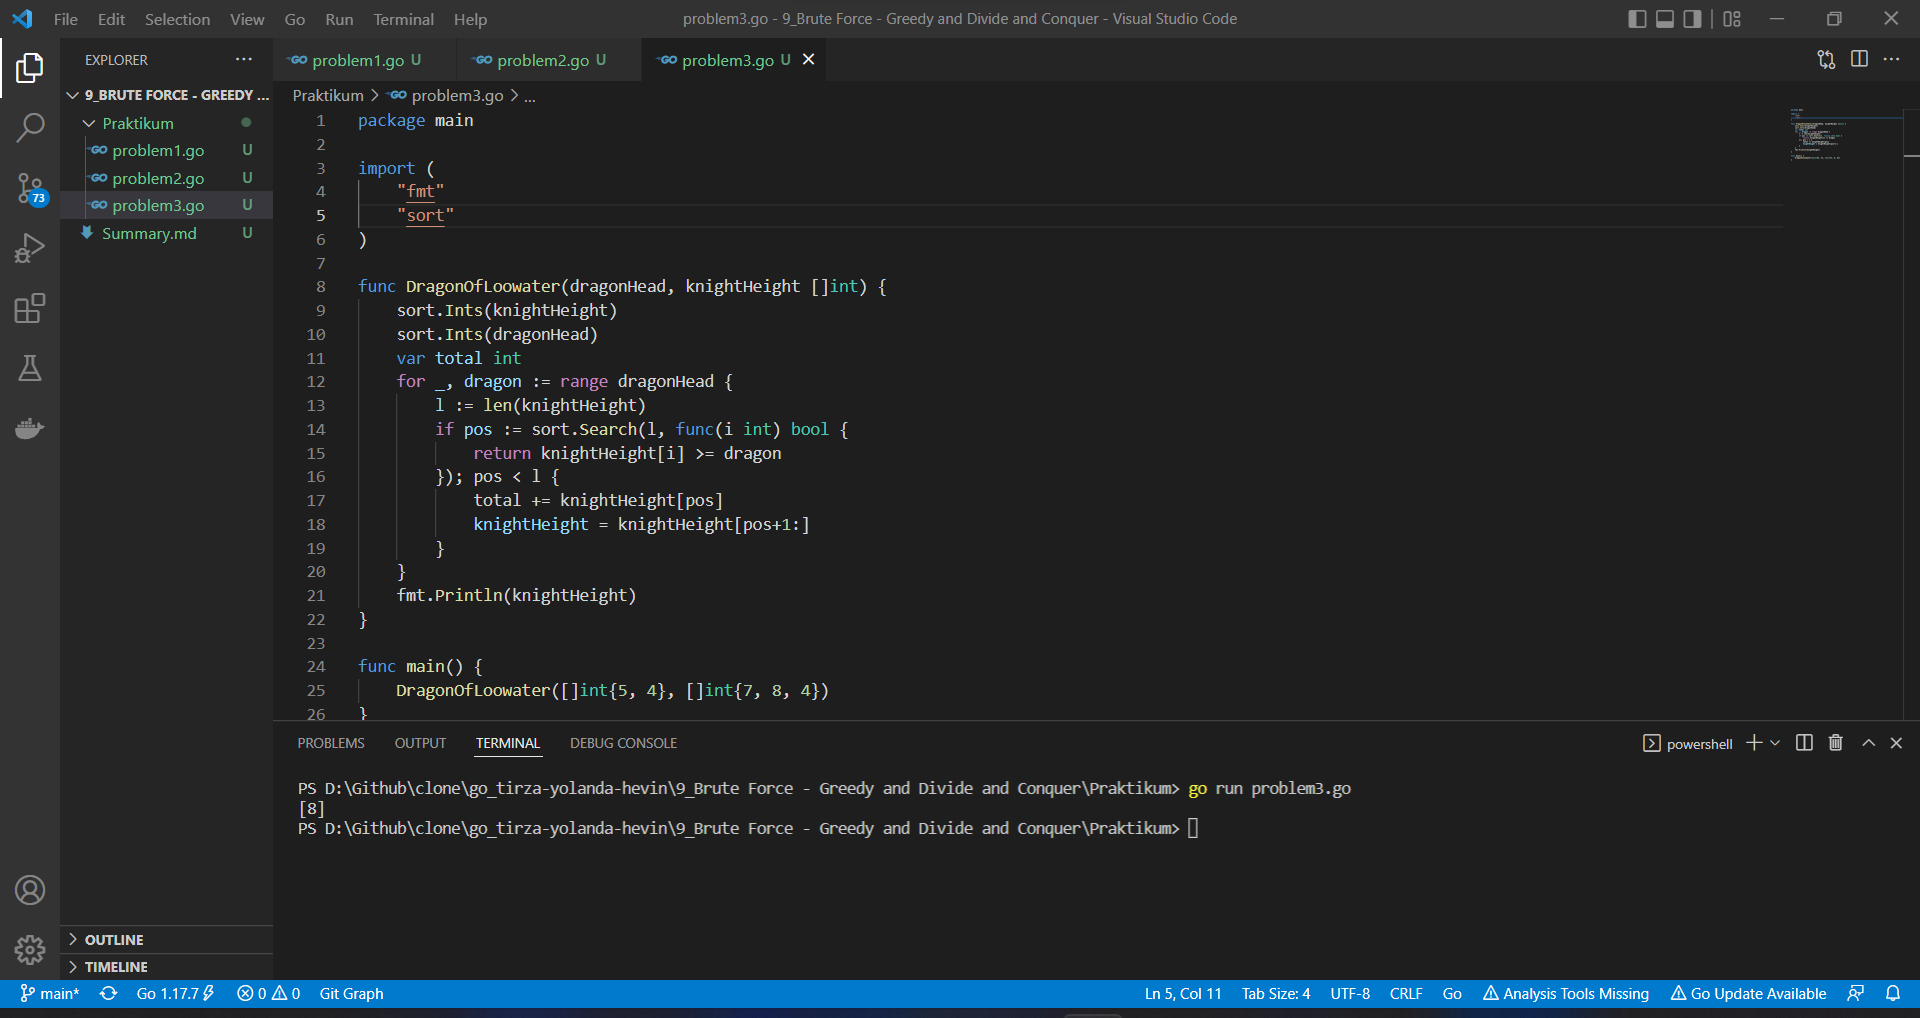 File Edit Selection View Go Run Terminal Help problem3.go - 9_Brute Force - Greedy and Divide and Conquer - Visual Studio Code
EXPLORER ...
9_BRUTE FORCE - GREEDY ...
Praktikum
GO problem1.go U
GO problem2.go U
GO problem3.go U
Summary.md U
73
OUTLINE
TIMELINE
GO problem1.go U GO problem2.go U GO problem3.go U
Praktikum > GO problem3.go > ...
1 package main
2
3 import (
4 "fmt"
5 "sort"
6 )
7
8 func DragonOfLoowater(dragonHead, knightHeight []int) {
9 sort.Ints(knightHeight)
10 sort.Ints(dragonHead)
11 var total int
12 for _, dragon := range dragonHead {
13 l := len(knightHeight)
14 if pos := sort.Search(l, func(i int) bool {
15 return knightHeight[i] >= dragon
16 }); pos < l {
17 total += knightHeight[pos]
18 knightHeight = knightHeight[pos+1:]
19 }
20 }
21 fmt.Println(knightHeight)
22 }
23
24 func main() {
25 DragonOfLoowater([]int{5, 4}, []int{7, 8, 4})
26 }
PROBLEMS OUTPUT TERMINAL DEBUG CONSOLE powershell
PS D:\Github\clone\go_tirza-yolanda-hevin\9_Brute Force - Greedy and Divide and Conquer\Praktikum> go run problem3.go
[8]
PS D:\Github\clone\go_tirza-yolanda-hevin\9_Brute Force - Greedy and Divide and Conquer\Praktikum>
main* Go 1.17.7 0 0 Git Graph Ln 5, Col 11 Tab Size: 4 UTF-8 CRLF Go Analysis Tools Missing Go Update Available